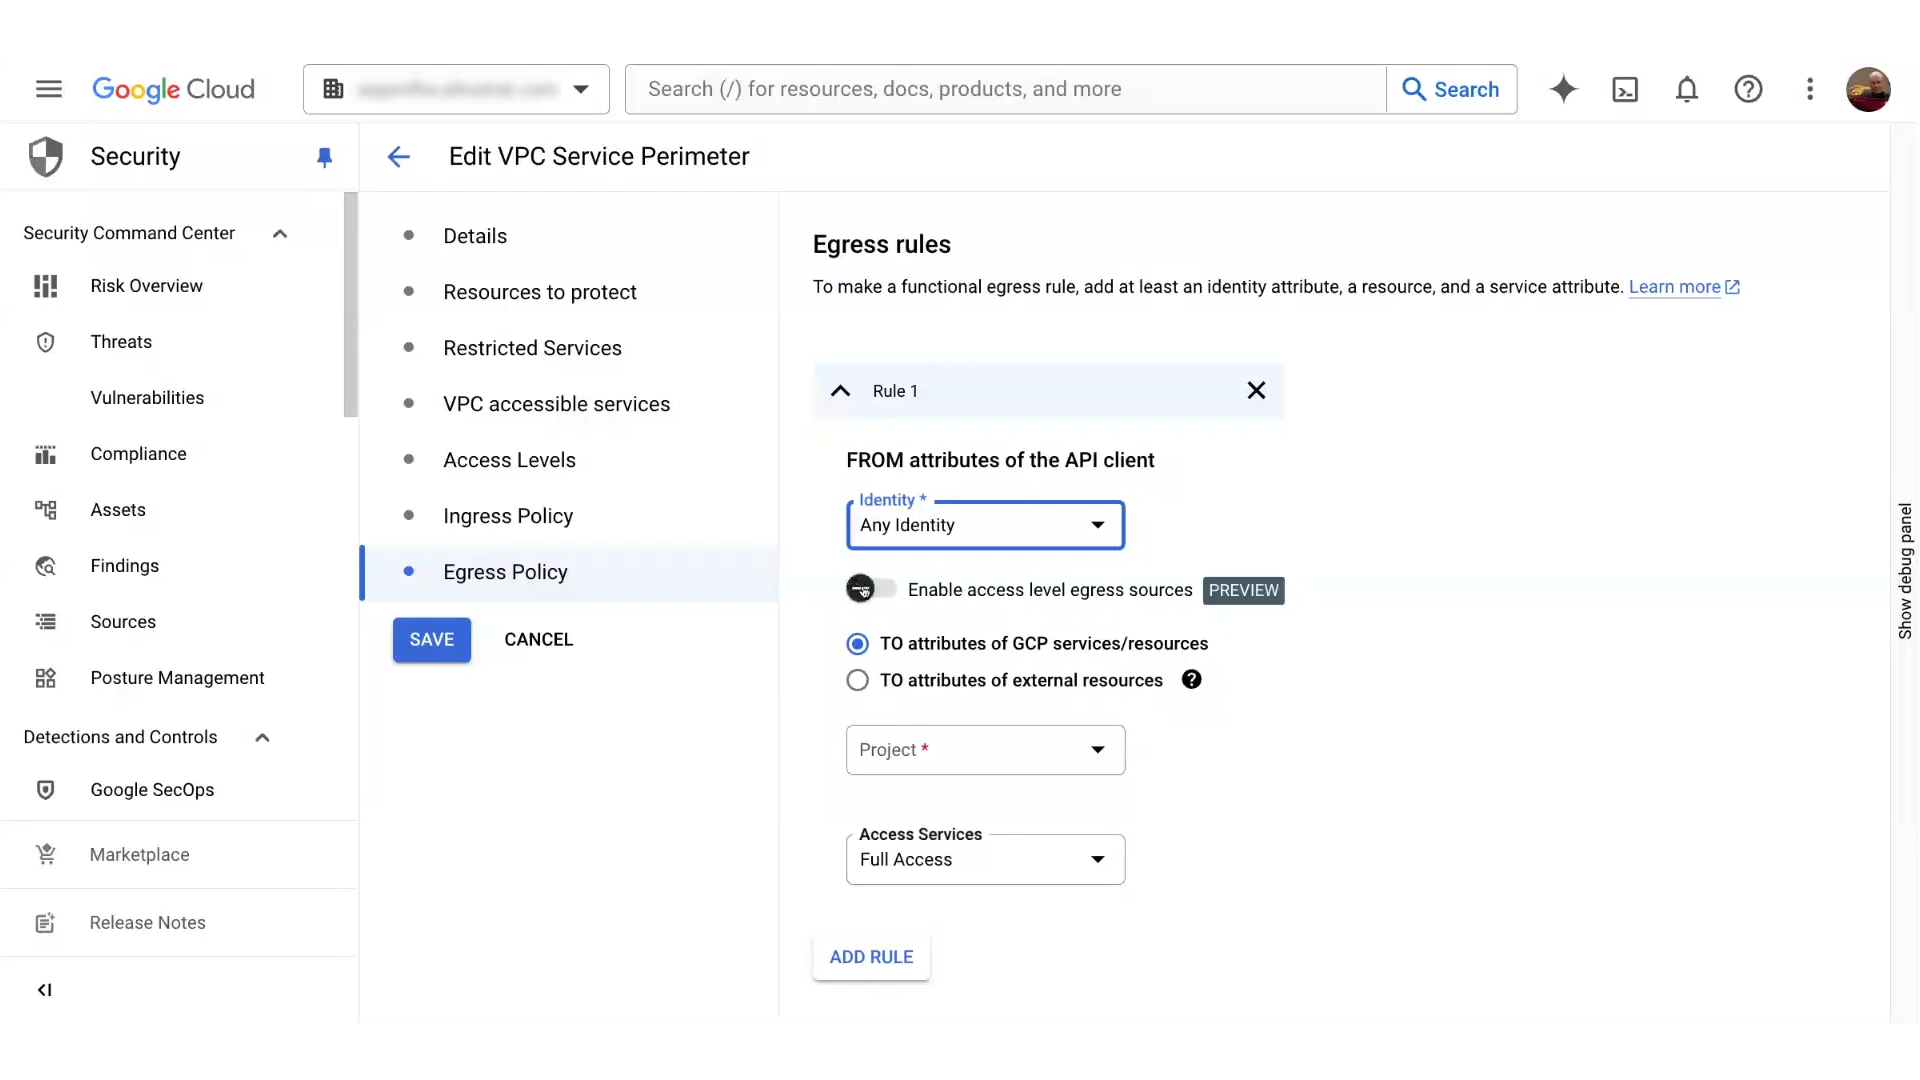 Google Cloud
Search (/) for resources, docs, products, and more
Search
Security
Edit VPC Service Perimeter
Security Command Center
Risk Overview
Threats
Vulnerabilities
Compliance
Assets
Findings
Sources
Posture Management
Detections and Controls
Google SecOps
Marketplace
Release Notes
Details
Resources to protect
Restricted Services
VPC accessible services
Access Levels
Ingress Policy
Egress Policy
SAVE
CANCEL
Egress rules
To make a functional egress rule, add at least an identity attribute, a resource, and a service attribute. Learn more
Rule 1
FROM attributes of the API client
Identity *
Any Identity
Enable access level egress sources PREVIEW
TO attributes of GCP services/resources
TO attributes of external resources
Project *
Access Services
Full Access
ADD RULE
Show debug panel